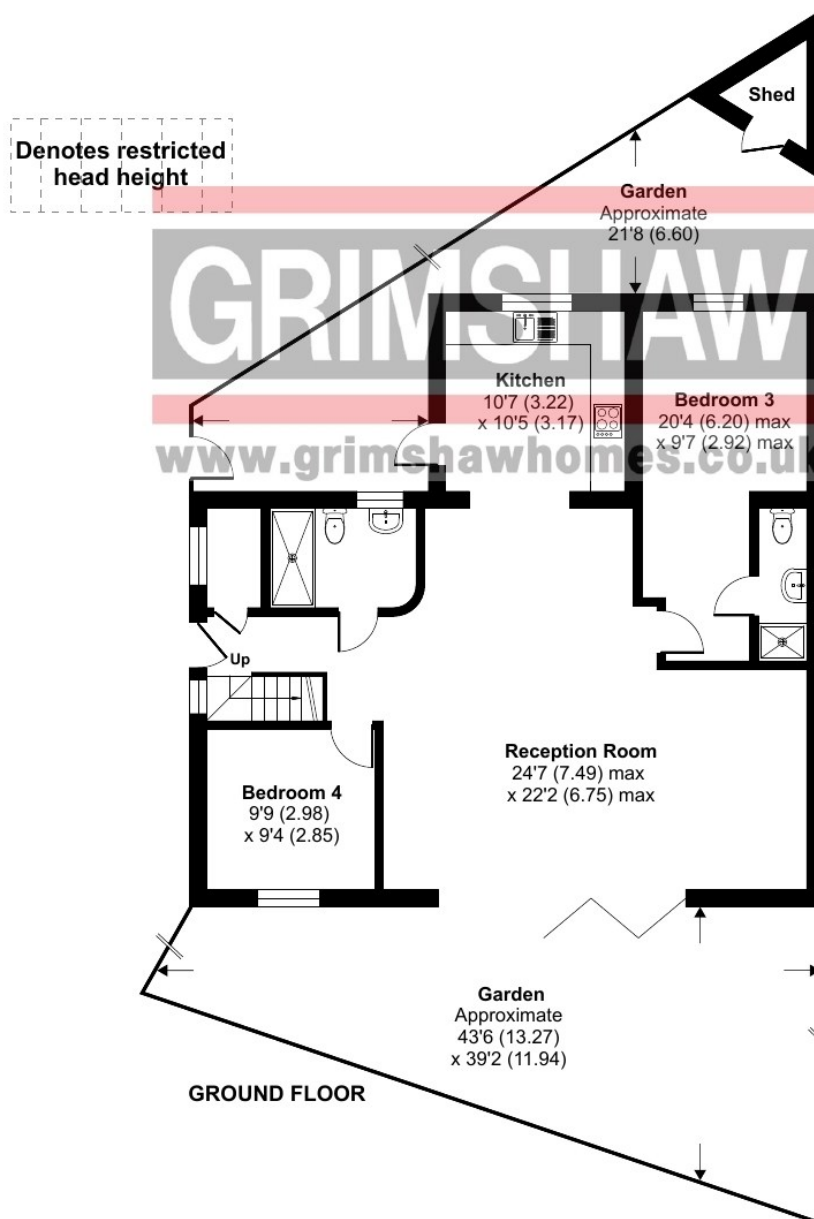 Shed
Denotes restricted
head height
Garden
Approximate
21'8 (6.60)
GRIMSHAW
Kitchen
10'7 (3.22)
x 10'5 (3.17)
Bedroom 3
20'4 (6.20) max
x 9'7 (2.92) max
www.grimshawhomes.co.uk
Up
Reception Room
24'7 (7.49) max
x 22'2 (6.75) max
Bedroom 4
9'9 (2.98)
x 9'4 (2.85)
Garden
Approximate
43'6 (13.27)
x 39'2 (11.94)
GROUND FLOOR